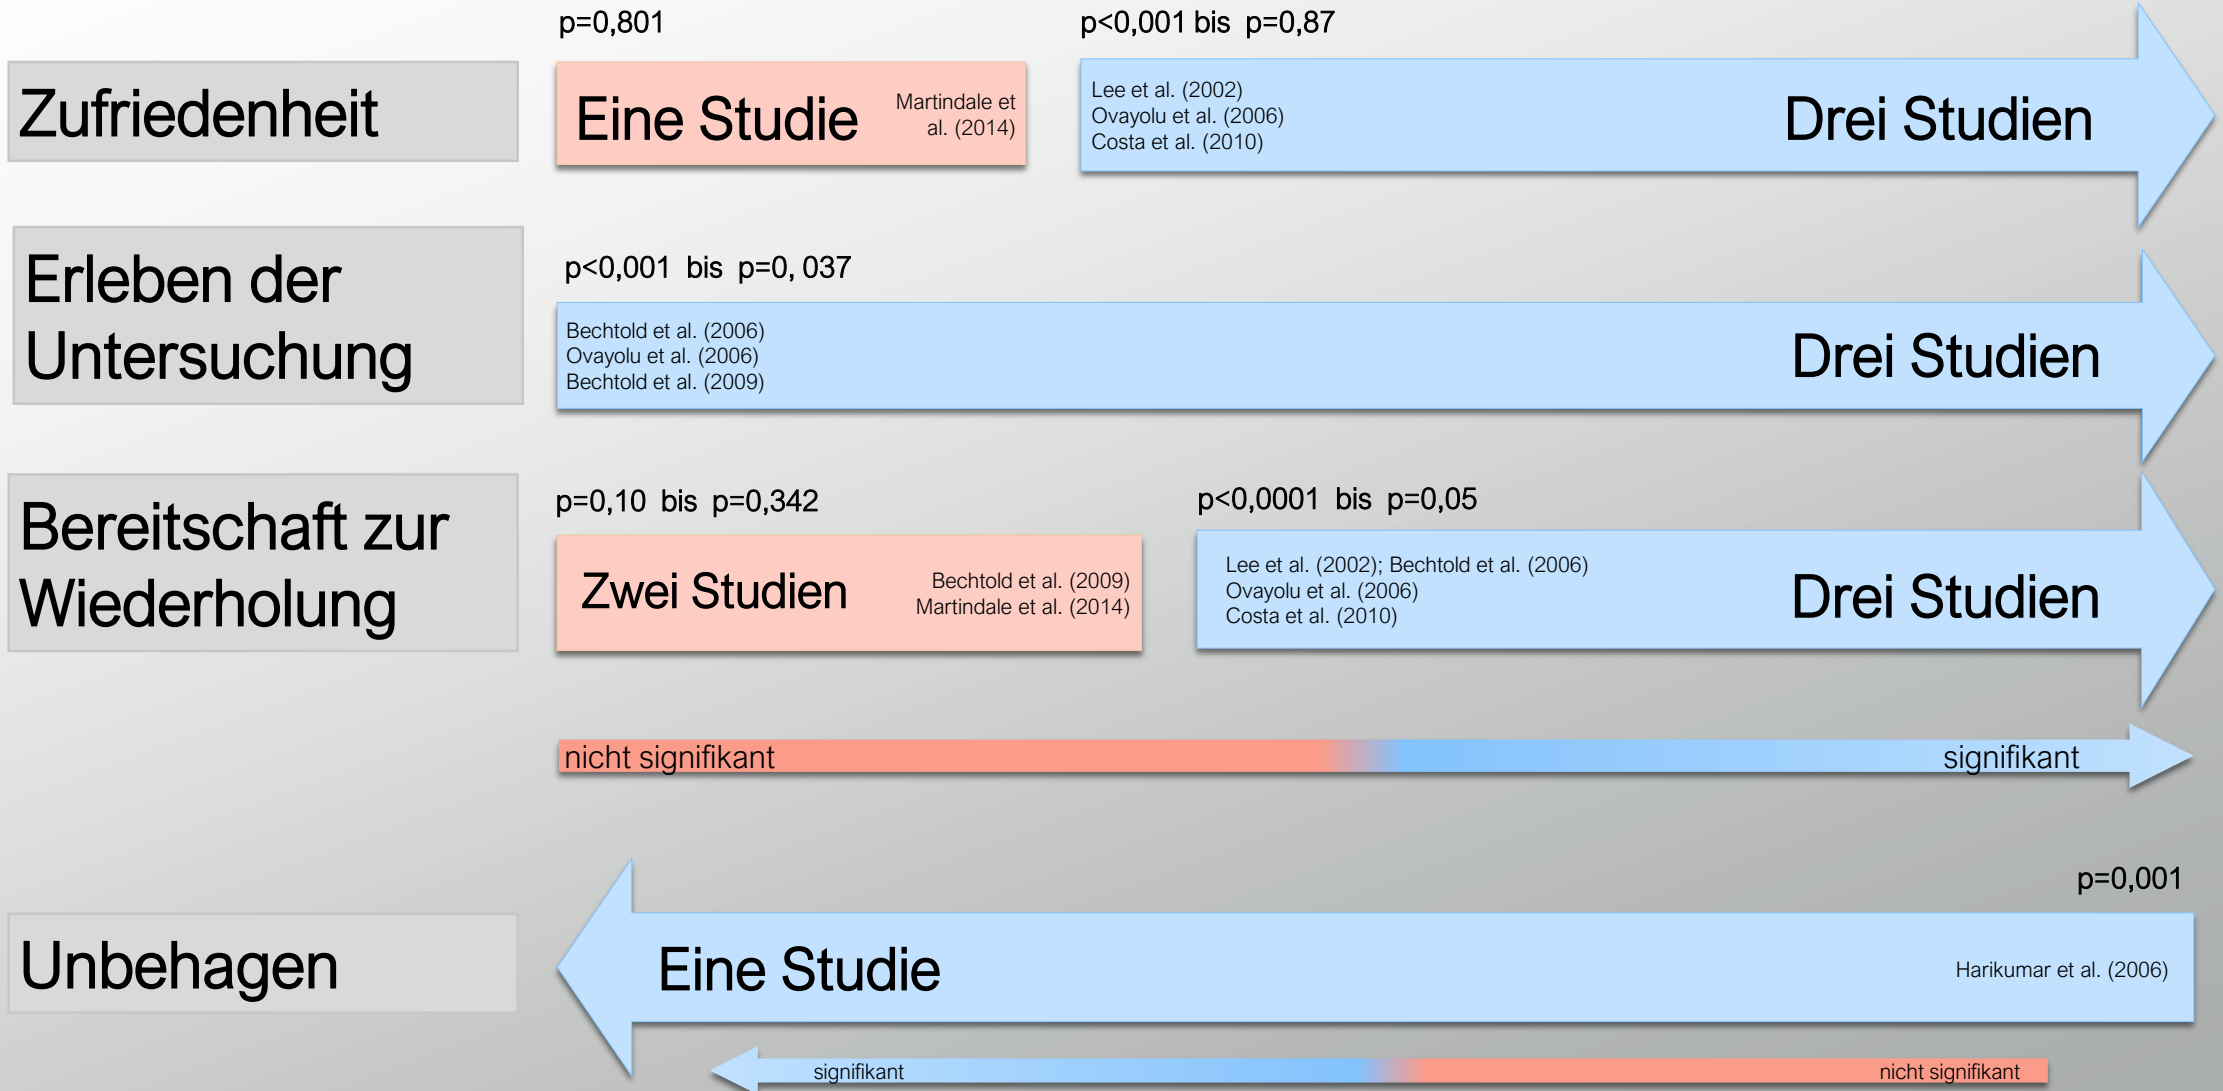 p=0,801
p<0,001 bis p=0,87
Zufriedenheit
Eine Studie
Martindale et
al. (2014)
Lee et al. (2002)
Ovayolu et al. (2006)
Costa et al. (2010)
Drei Studien
Erleben der
Untersuchung
p<0,001 bis p=0, 037
Bechtold et al. (2006)
Ovayolu et al. (2006)
Bechtold et al. (2009)
Drei Studien
Bereitschaft zur
Wiederholung
p=0,10 bis p=0,342
p<0,0001 bis p=0,05
Zwei Studien
Bechtold et al. (2009)
Martindale et al. (2014)
Lee et al. (2002); Bechtold et al. (2006)
Ovayolu et al. (2006)
Costa et al. (2010)
Drei Studien
nicht signifikant
signifikant
p=0,001
Unbehagen
Eine Studie
Harikumar et al. (2006)
signifikant
nicht signifikant